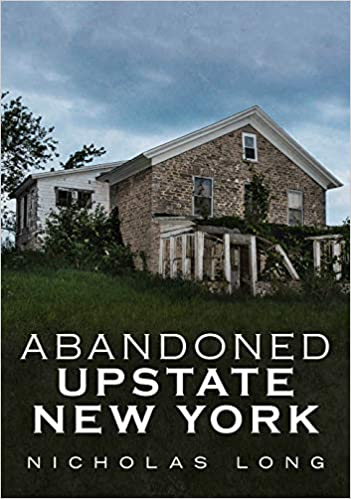 ABANDONED
UPSTATE
NEW YORK
NICHOLAS LONG